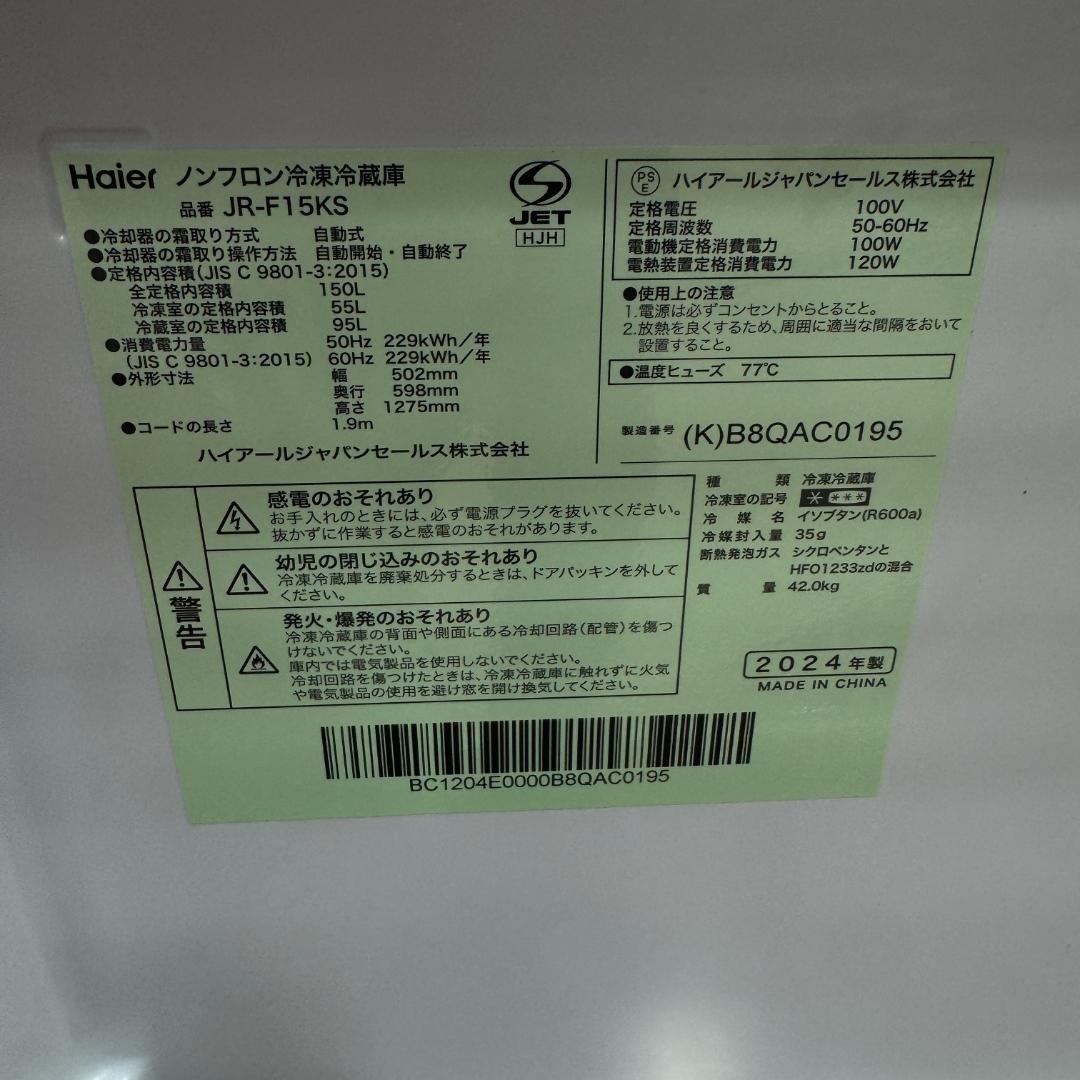 Haier ノンフロン冷凍冷蔵庫
品番 JR-F15KS
●冷却器の霜取り方式 自動式
●冷却器の霜取り操作方法 自動開始・自動終了
●定格内容積(JIS C 9801-3:2015)
全定格内容積 150L
冷凍室の定格内容積 55L
冷蔵室の定格内容積 95L
●消費電力量 50Hz 229kWh/年
(JIS C 9801-3:2015) 60Hz 229kWh/年
●外形寸法 幅 502mm
奥行 598mm
高さ 1275mm
●コードの長さ 1.9m
ハイアールジャパンセールス株式会社
S
JET
HJH
PS
E
ハイアールジャパンセールス株式会社
定格電圧 100V
定格周波数 50-60Hz
電動機定格消費電力 100W
電熱装置定格消費電力 120W
●使用上の注意
1.電源は必ずコンセントからとること。
2.放熱を良くするため、周囲に適当な間隔をおいて
設置すること。
●温度ヒューズ 77℃
製造番号 (K)B8QAC0195
警告
感電のおそれあり
お手入れのときには、必ず電源プラグを抜いてください。
抜かずに作業すると感電のおそれがあります。
幼児の閉じ込みのおそれあり
冷凍冷蔵庫を廃棄処分するときは、ドアパッキンを外して
ください。
発火・爆発のおそれあり
冷凍冷蔵庫の背面や側面にある冷却回路(配管)を傷つ
けないでください。
庫内では電気製品を使用しないでください。
冷却回路を傷つけたときは、冷凍冷蔵庫に触れずに火気
や電気製品の使用を避け窓を開け換気してください。
種類 冷凍冷蔵庫
冷凍室の記号 * ***
冷媒名 イソブタン(R600a)
冷媒封入量 35g
断熱発泡ガス シクロペンタンと
HFO1233zdの混合
質量 42.0kg
2024年製
MADE IN CHINA
BC1204E0000B8QAC0195